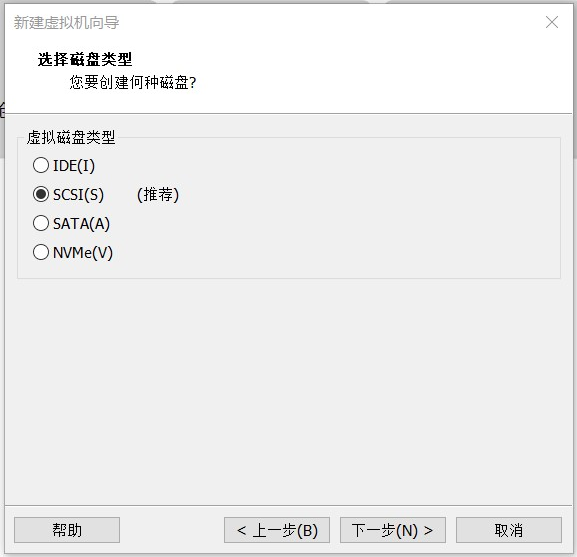 新建虚拟机向导
选择磁盘类型
您要创建何种磁盘?
虚拟磁盘类型
IDE(I)
SCSI(S) (推荐)
SATA(A)
NVMe(V)
帮助 < 上一步(B) 下一步(N) > 取消